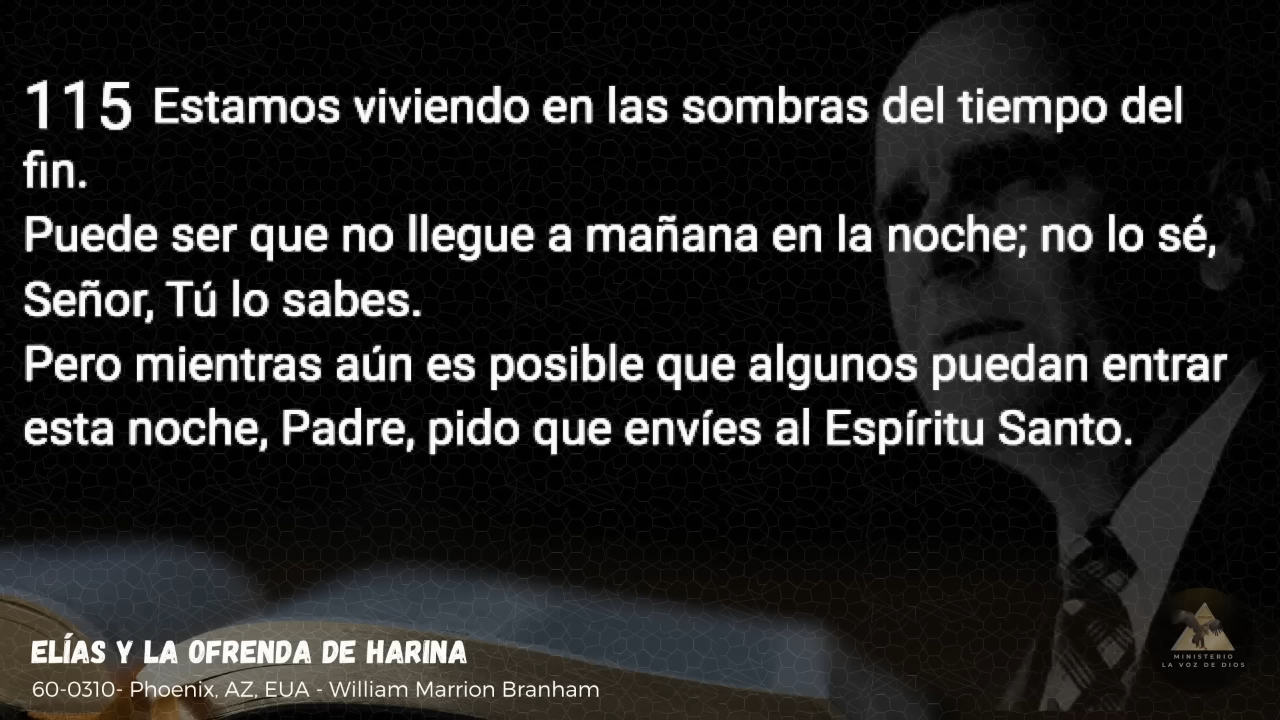 115 Estamos viviendo en las sombras del tiempo del
fin.
Puede ser que no llegue a mañana en la noche; no lo sé,
Señor, Tú lo sabes.
Pero mientras aún es posible que algunos puedan entrar
esta noche, Padre, pido que envíes al Espíritu Santo.
ELÍAS Y LA OFRENDA DE HARINA
60-0310- Phoenix, AZ, EUA - William Marrion Branham
MINISTERIO
LA VOZ DE DIOS